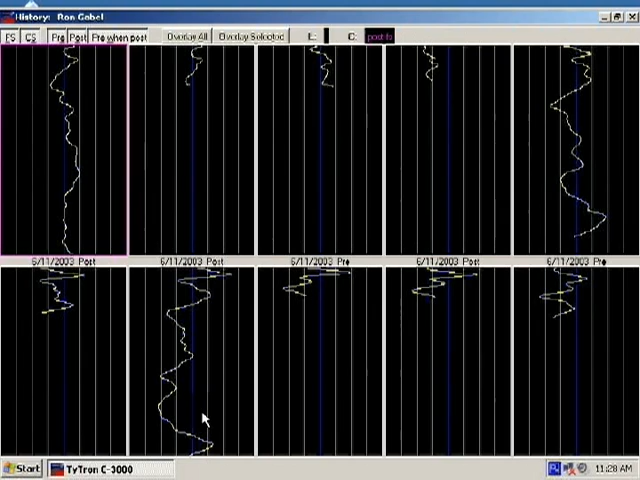 History: Ron Gabel
FS CS Pre Post Pre when post Overlay All Overlay Selected E: C: post fs
6/11/2003 Post 6/11/2003 Post 6/11/2003 Pre 6/11/2003 Post 6/11/2003 Pre
Start TyTron C-3000 11:28 AM